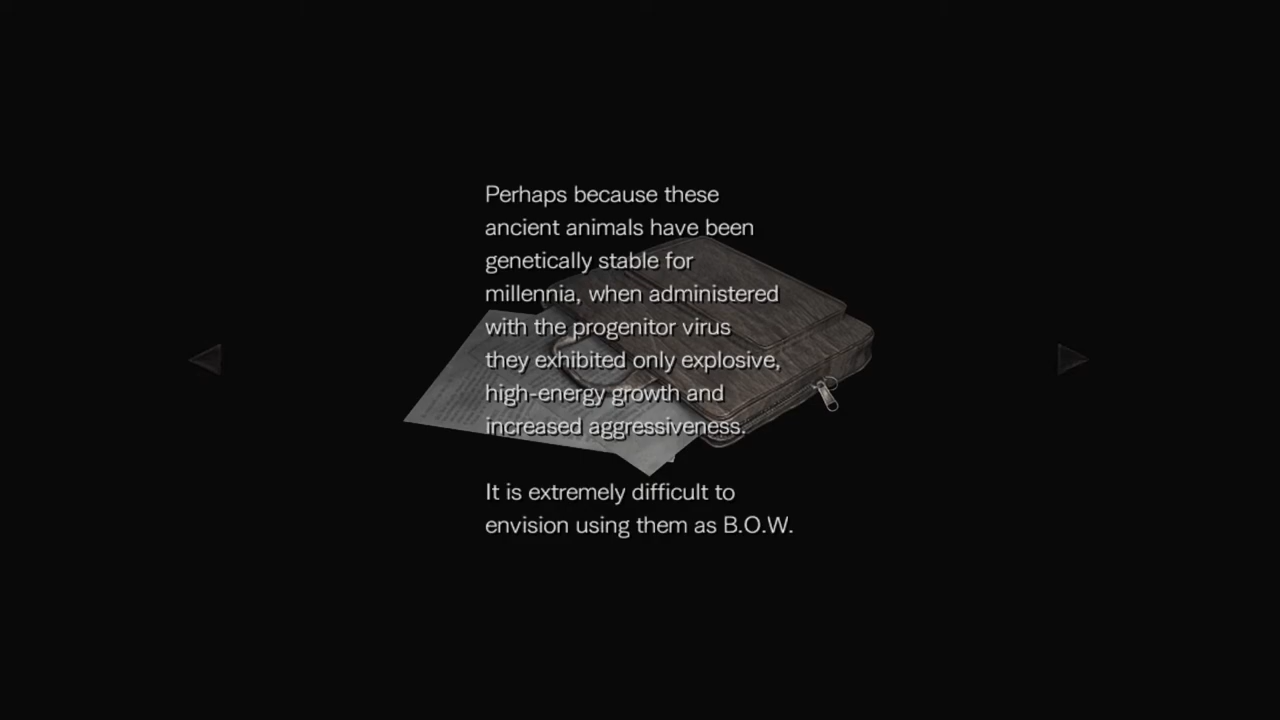 Perhaps because these
ancient animals have been
genetically stable for
millennia, when administered
with the progenitor virus
they exhibited only explosive,
high-energy growth and
increased aggressiveness.
It is extremely difficult to
envision using them as B.O.W.